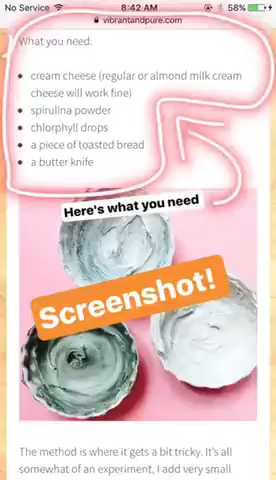 No Service 8:42 AM 58%
vibrantandpure.com
What you need:
• cream cheese (regular or almond milk cream
cheese will work fine)
• spirulina powder
• chlorphyll drops
• a piece of toasted bread
• a butter knife
Here's what you need
Screenshot!
The method is where it gets a bit tricky. It's all
somewhat of an experiment, I add very small